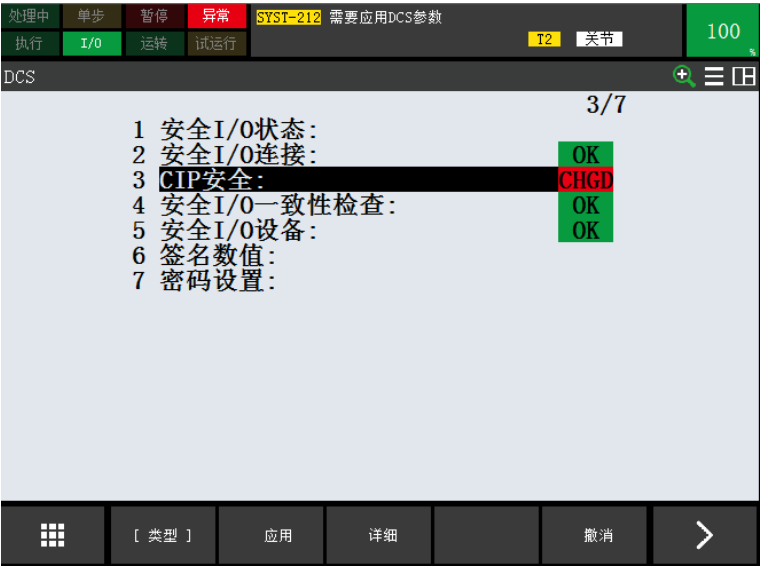 处理中 单步 暂停 异常 SYST-212 需要应用DCS参数
执行 I/O 运转 试运行 T2 关节 100 %
DCS
3/7
1 安全I/O状态:
2 安全I/O连接: OK
3 CIP安全: CHGD
4 安全I/O一致性检查: OK
5 安全I/O设备: OK
6 签名数值:
7 密码设置:
[ 类型 ] 应用 详细 撤消